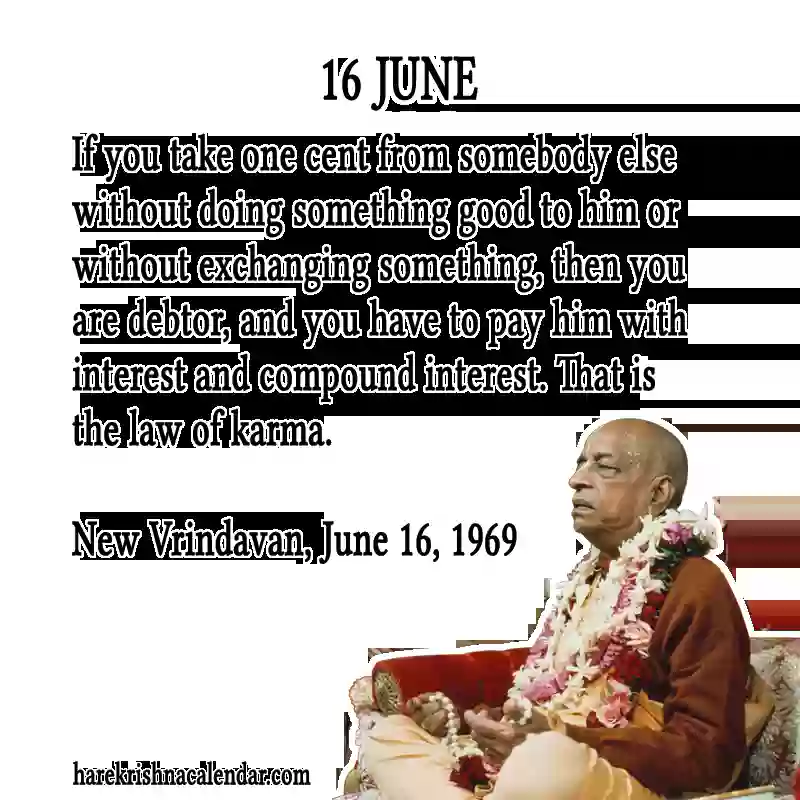 16 JUNE
If you take one cent from somebody else
without doing something good to him or
without exchanging something, then you
are debtor, and you have to pay him with
interest and compound interest. That is
the law of karma.
New Vrindavan, June 16, 1969
harekrishnacalendar.com